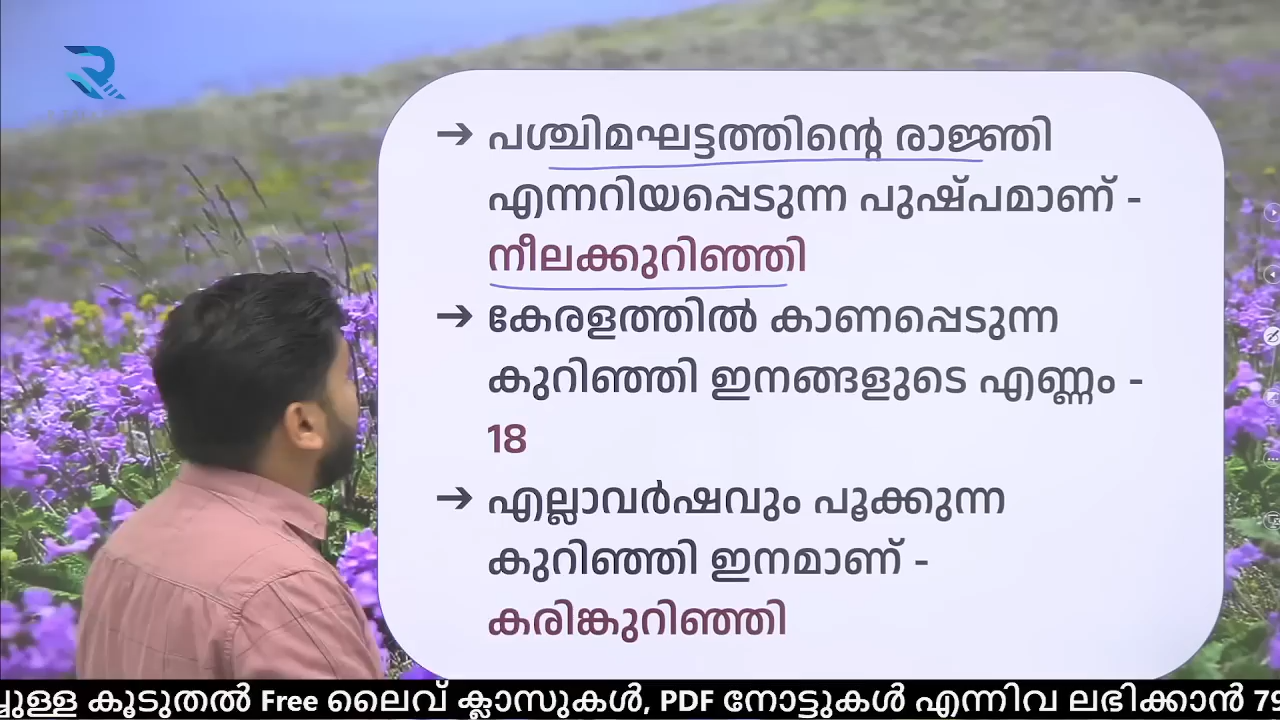 → പശ്ചിമഘട്ടത്തിന്റെ രാജ്ഞി
എന്നറിയപ്പെടുന്ന പുഷ്പമാണ് -
നീലക്കുറിഞ്ഞി
→ കേരളത്തിൽ കാണപ്പെടുന്ന
കുറിഞ്ഞി ഇനങ്ങളുടെ എണ്ണം -
18
→ എല്ലാവർഷവും പൂക്കുന്ന
കുറിഞ്ഞി ഇനമാണ് -
കരിങ്കുറിഞ്ഞി
കൂടുതൽ Free ലൈവ് ക്ലാസുകൾ, PDF നോട്ടുകൾ എന്നിവ ലഭിക്കാൻ